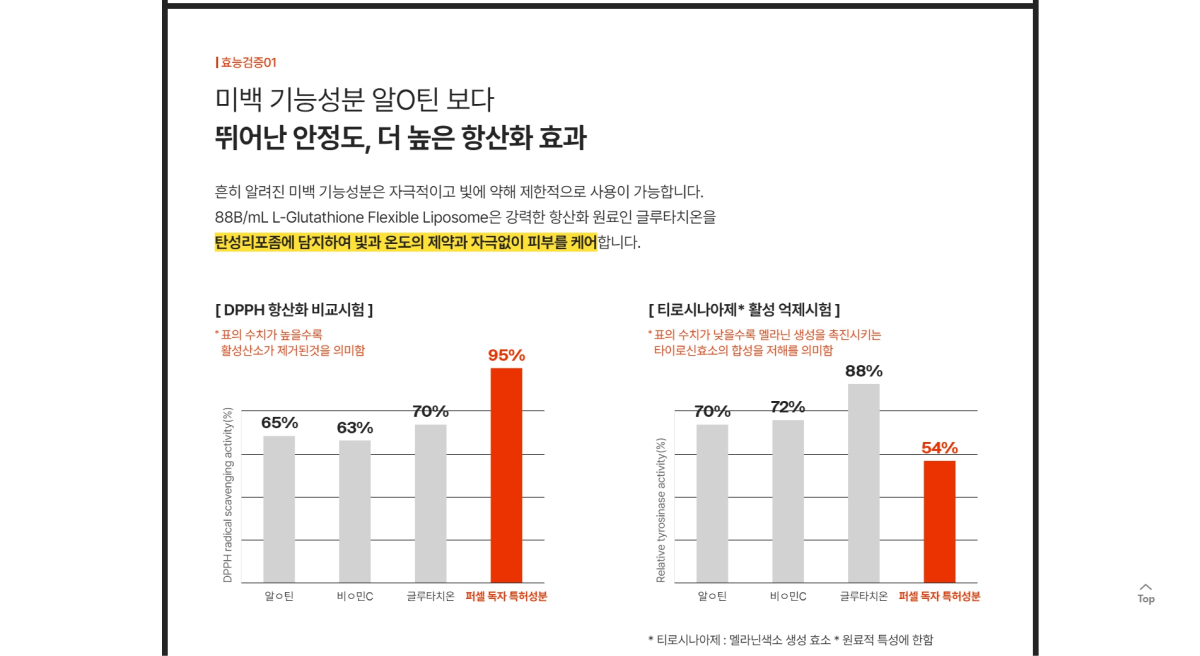 효능검증01
미백 기능성분 알O틴 보다
뛰어난 안정도, 더 높은 항산화 효과
흔히 알려진 미백 기능성분은 자극적이고 빛에 약해 제한적으로 사용이 가능합니다.
88B/mL L-Glutathione Flexible Liposome은 강력한 항산화 원료인 글루타치온을
탄성리포좀에 담지하여 빛과 온도의 제약과 자극없이 피부를 케어합니다.
[ DPPH 항산화 비교시험 ]
* 표의 수치가 높을수록
활성산소가 제거된것을 의미함
DPPH radical scavenging activity(%)
65%
63%
70%
95%
알ㅇ틴
비ㅇ민C
글루타치온
퍼셀 독자 특허성분
[ 티로시나아제* 활성 억제시험 ]
* 표의 수치가 낮을수록 멜라닌 생성을 촉진시키는
타이로신효소의 합성을 저해를 의미함
Relative tyrosinase activity(%)
70%
72%
88%
54%
알ㅇ틴
비ㅇ민C
글루타치온
퍼셀 독자 특허성분
* 티로시나아제 : 멜라닌색소 생성 효소 * 원료적 특성에 한함
Top